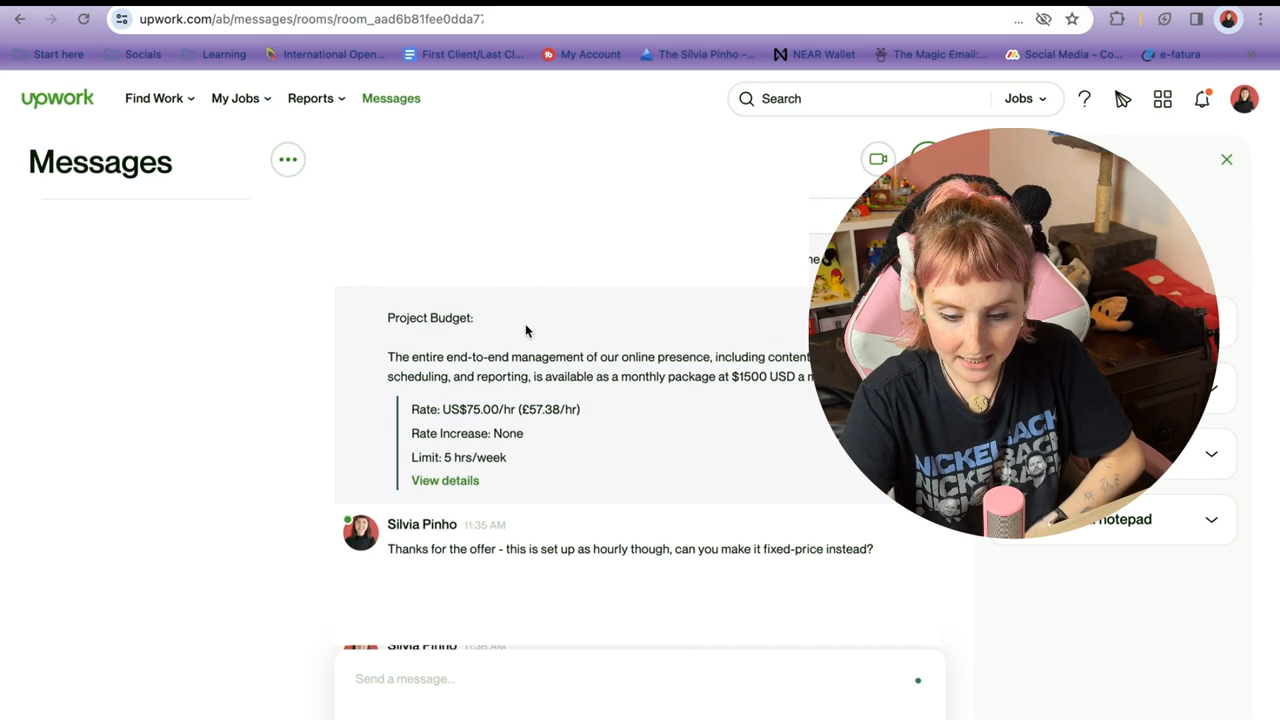 upwork.com/ab/messages/rooms/room_aad6b81fee0dda77
...
Start here
Socials
Learning
International Open...
First Client/Last Cl...
My Account
The Sílvia Pinho -...
NEAR Wallet
The Magic Email:...
Social Media - Co...
e-fatura
upwork
Find Work
My Jobs
Reports
Messages
Search
Jobs
Messages
Project Budget:
The entire end-to-end management of our online presence, including content
scheduling, and reporting, is available as a monthly package at $1500 USD a
Rate: US$75.00/hr (£57.38/hr)
Rate Increase: None
Limit: 5 hrs/week
View details
Silvia Pinho 11:35 AM
Thanks for the offer - this is set up as hourly though, can you make it fixed-price instead?
Silvia Pinho
Send a message...
notepad
NICKELBACK
NICKELBACK